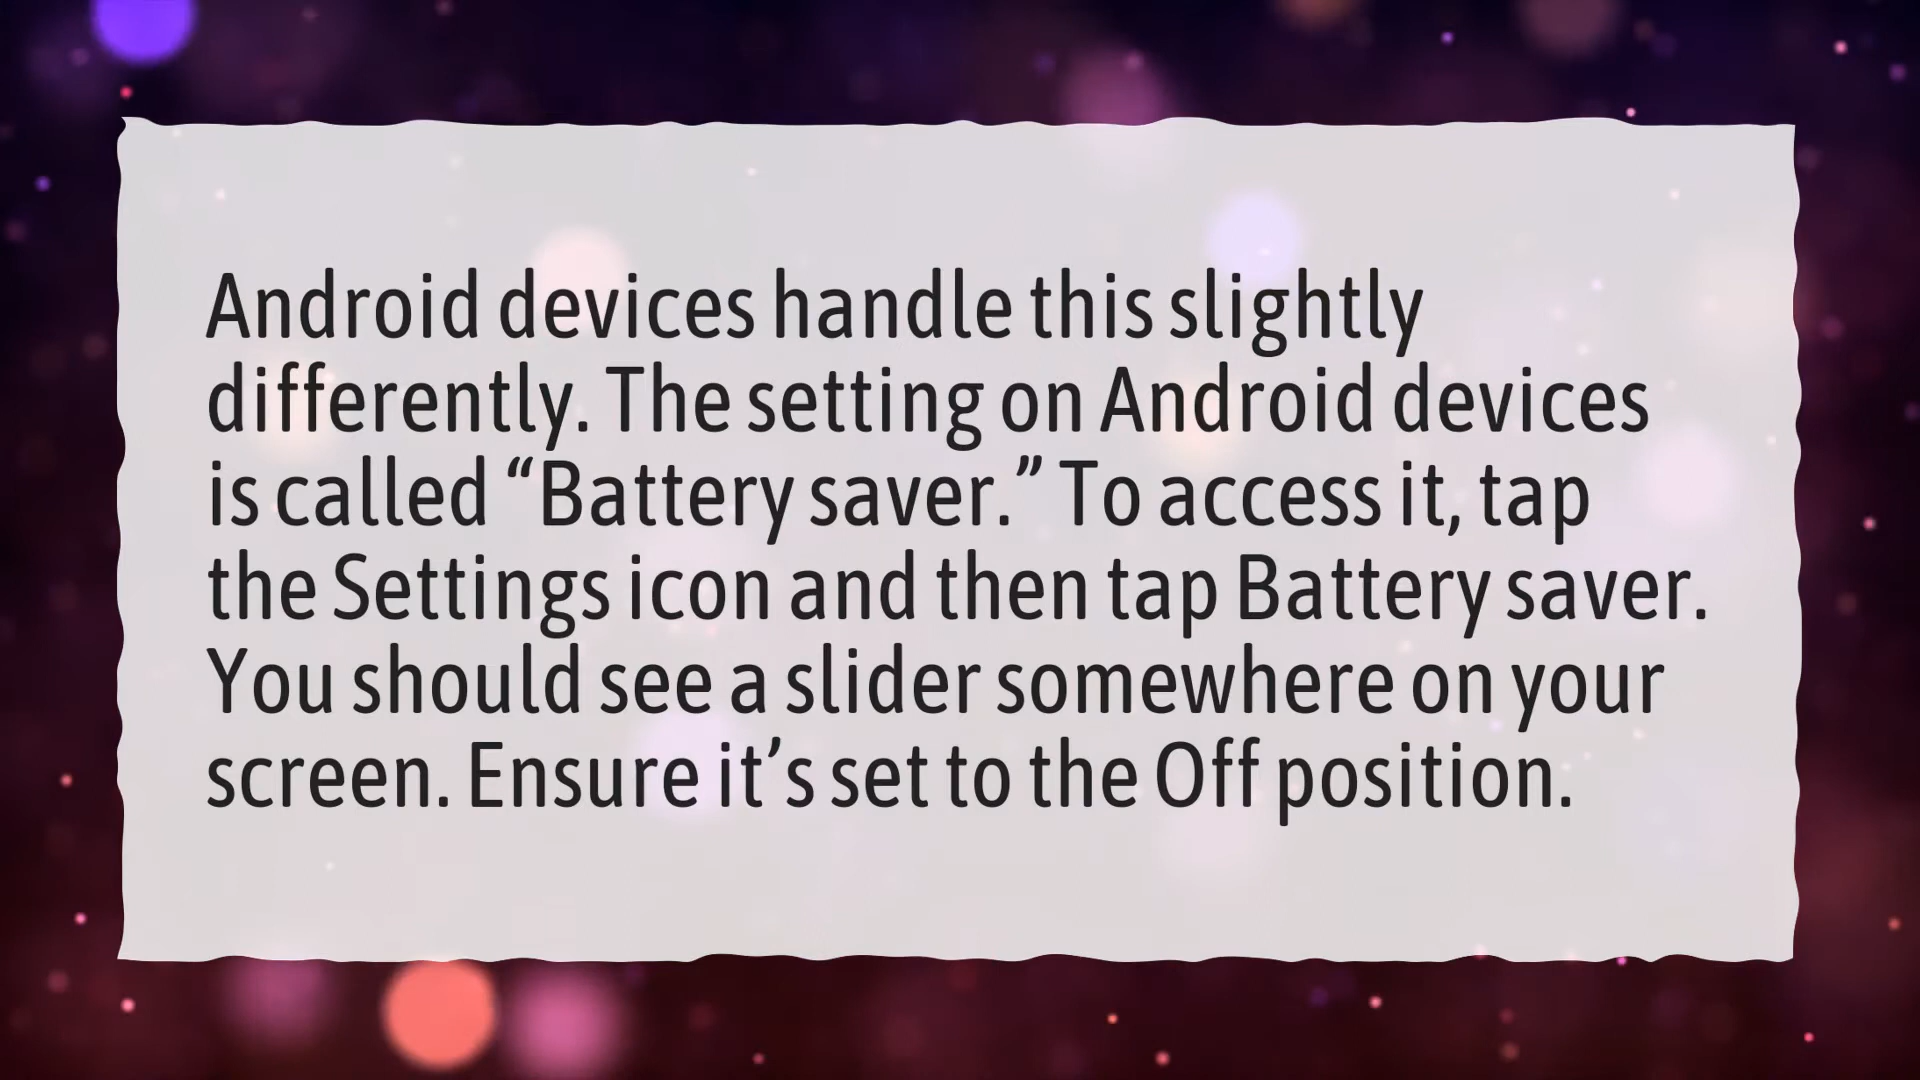 Android devices handle this slightly
differently. The setting on Android devices
is called “Battery saver.” To access it, tap
the Settings icon and then tap Battery saver.
You should see a slider somewhere on your
screen. Ensure it’s set to the Off position.